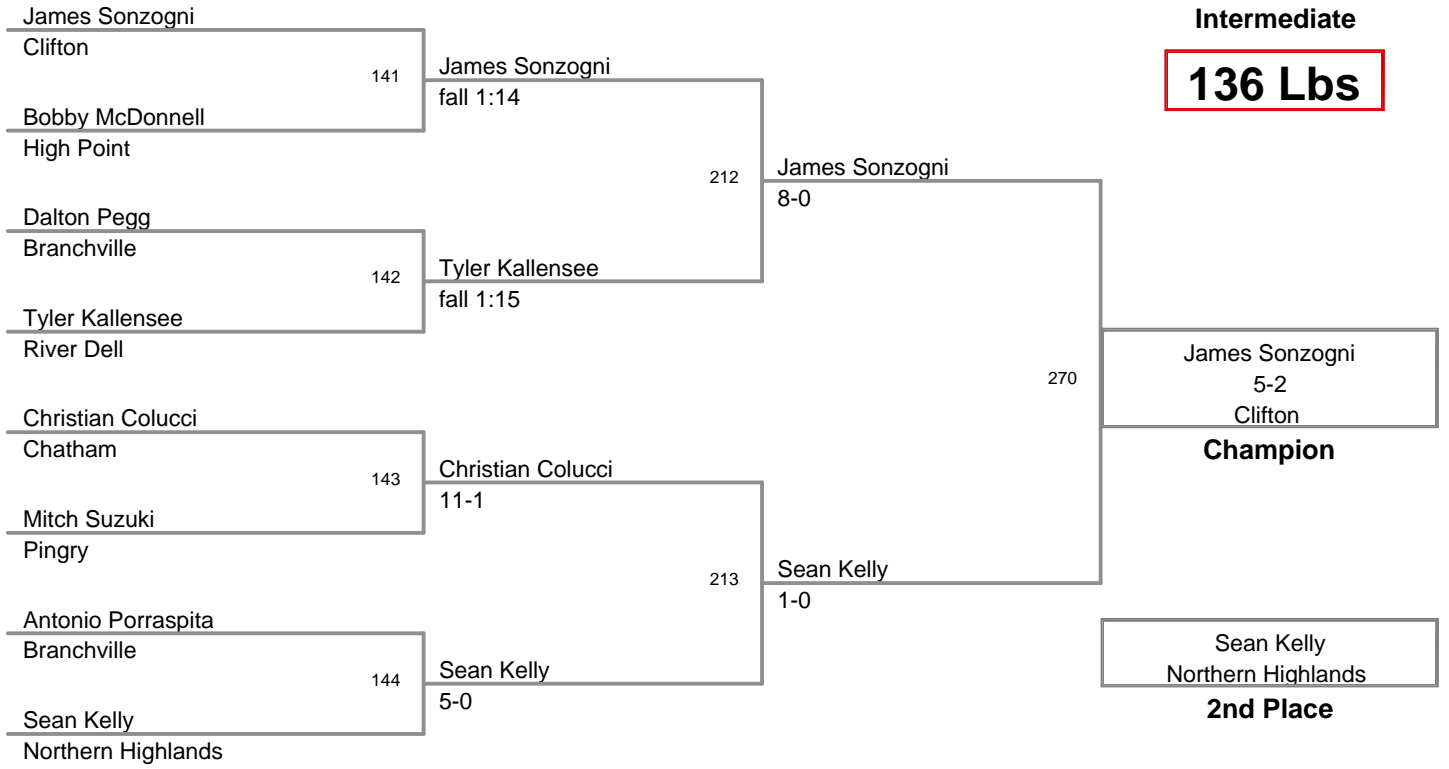 James Sonzogni
Clifton
141
Bobby McDonnell
High Point
Dalton Pegg
Branchville
142
Tyler Kallensee
River Dell
Christian Colucci
Chatham
143
Mitch Suzuki
Pingry
Antonio Porraspita
Branchville
144
Sean Kelly
Northern Highlands
James Sonzogni
fall 1:14
212
Tyler Kallensee
fall 1:15
Christian Colucci
11-1
213
Sean Kelly
5-0
James Sonzogni
8-0
270
Sean Kelly
1-0
Intermediate
136 Lbs
James Sonzogni
5-2
Clifton
Champion
Sean Kelly
Northern Highlands
2nd Place